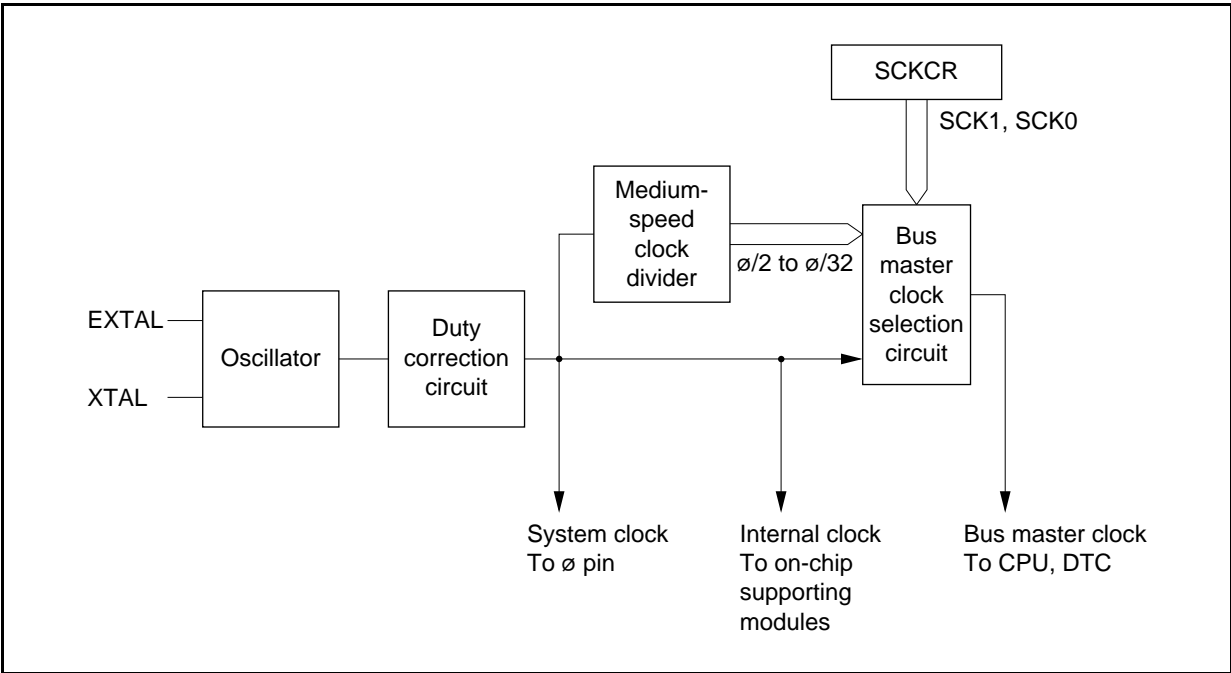 SCKCR
SCK1, SCK0
Medium-
speed
clock
divider
ø/2 to ø/32
Bus
master
clock
selection
circuit
EXTAL
XTAL
Oscillator
Duty
correction
circuit
System clock
To ø pin
Internal clock
To on-chip
supporting
modules
Bus master clock
To CPU, DTC